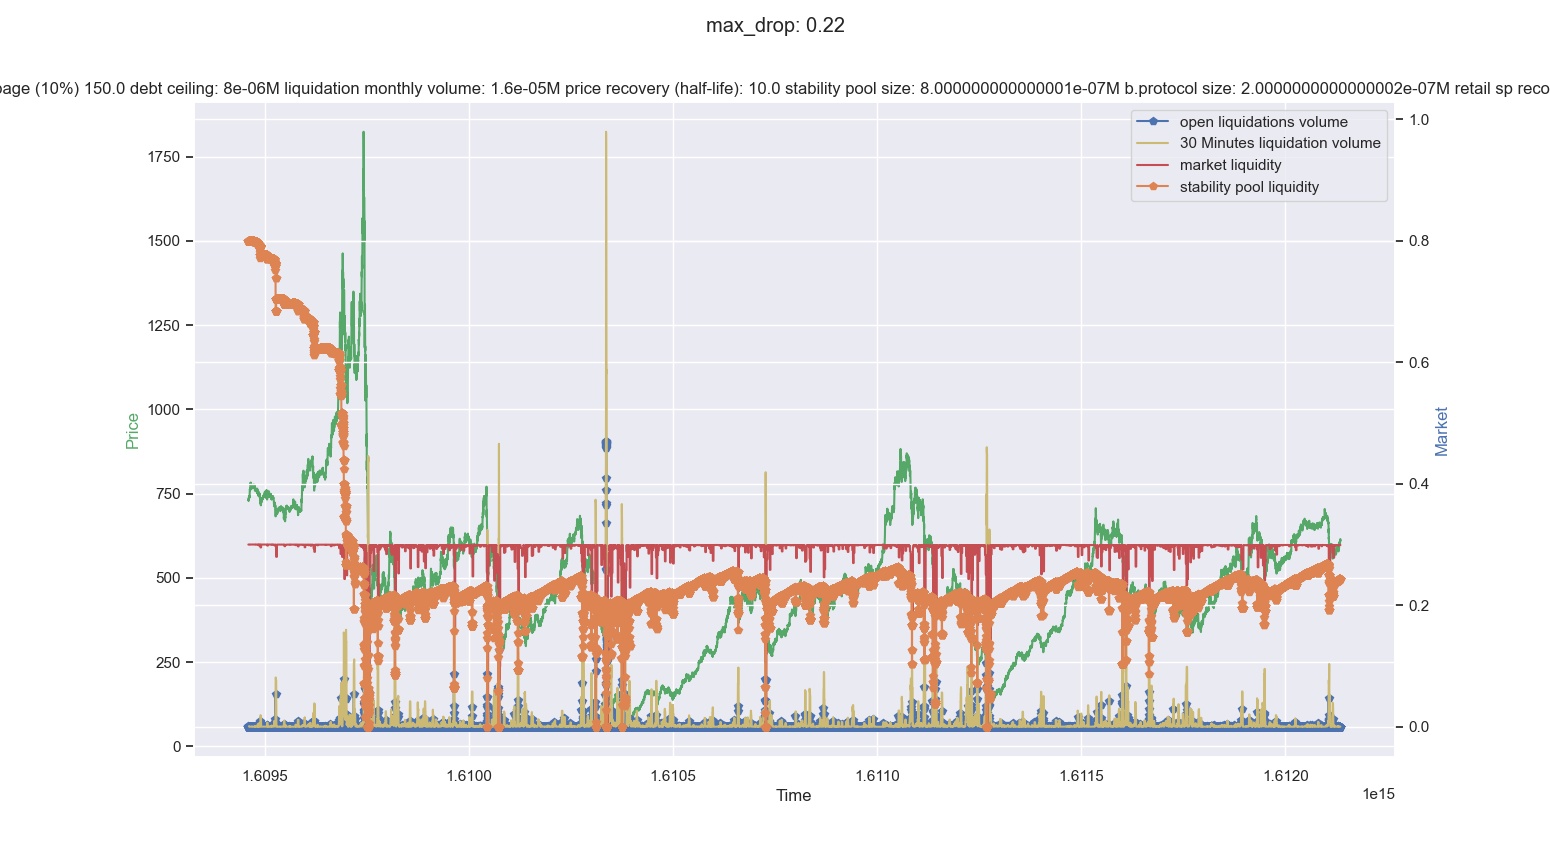 max_drop: 0.22
(10%) 150.0 debt ceiling: 8e-06M liquidation monthly volume: 1.6e-05M price recovery (half-life): 10.0 stability pool size: 8.000000000000001e-07M b.protocol size: 2.0000000000000002e-07M retail sp
open liquidations volume
30 Minutes liquidation volume
market liquidity
stability pool liquidity
1750
1500
1250
1000
750
500
250
0
Price
1.0
0.8
0.6
0.4
0.2
0.0
Market
1.6095 1.6100 1.6105 1.6110 1.6115 1.6120
1e15
Time